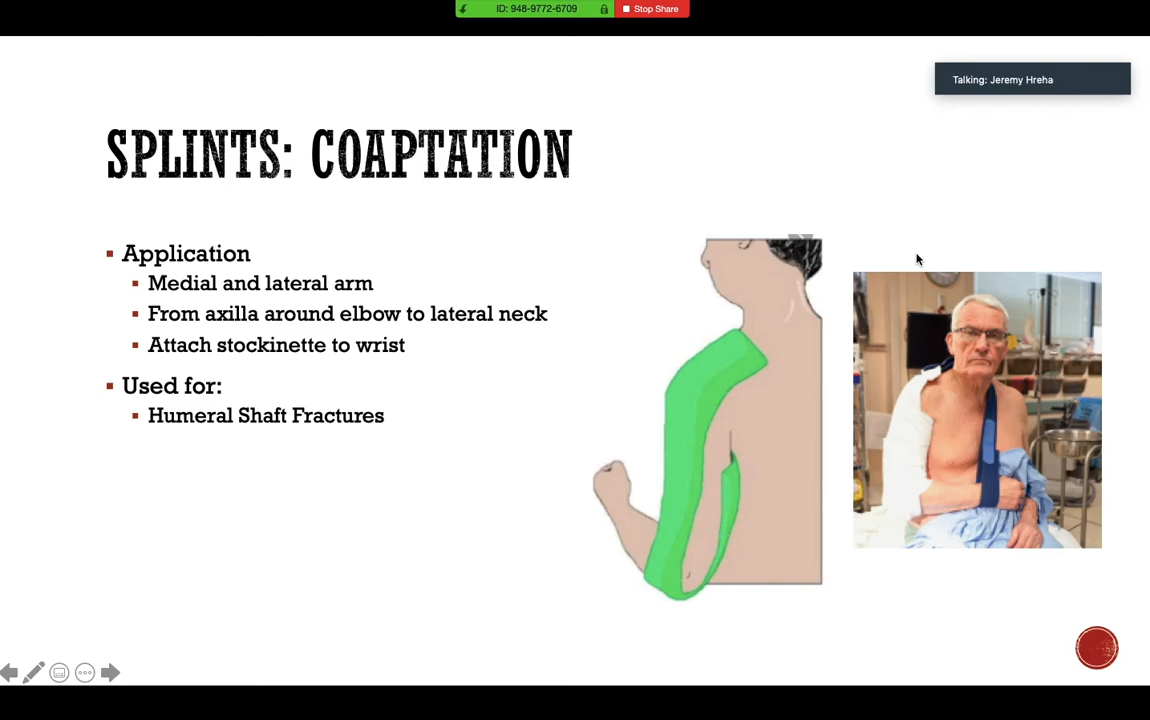 ID: 948-9772-6709
Stop Share
Talking: Jeremy Hreha
SPLINTS: COAPTATION
Application
Medial and lateral arm
From axilla around elbow to lateral neck
Attach stockinette to wrist
Used for:
Humeral Shaft Fractures